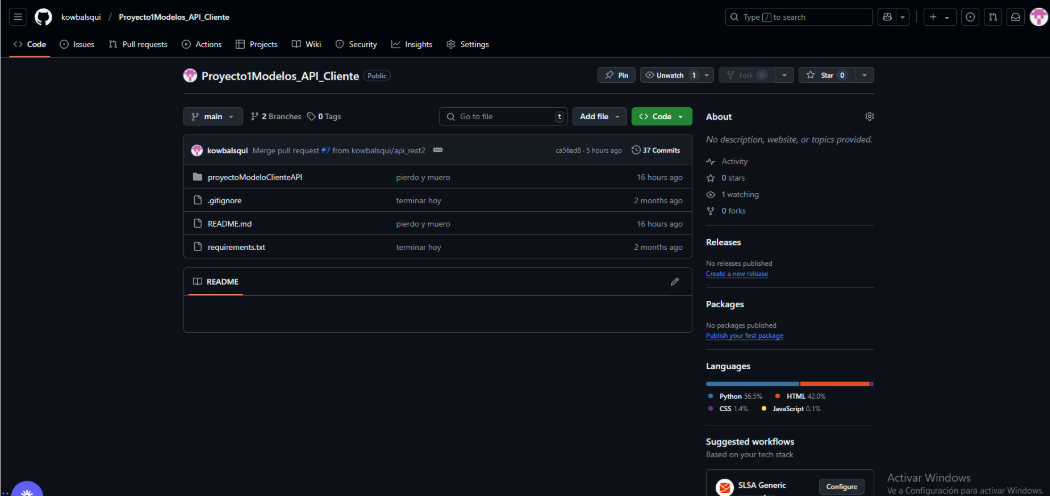 kowbalsqui / Proyecto1Modelos_API_Cliente
Type / to search
Code Issues Pull requests Actions Projects Wiki Security Insights Settings
Proyecto1Modelos_API_Cliente Public
Pin Unwatch 1 Fork 0 Star 0
main 2 Branches 0 Tags
Go to file t Add file Code
kowbalsqui Merge pull request #7 from kowbalsqui/api_rest2 ca56ad8 · 5 hours ago 37 Commits
proyectoModeloClienteAPI pierdo y muero 16 hours ago
.gitignore terminar hoy 2 months ago
README.md pierdo y muero 16 hours ago
requirements.txt terminar hoy 2 months ago
README
About
No description, website, or topics provided.
Activity
0 stars
1 watching
0 forks
Releases
No releases published
Create a new release
Packages
No packages published
Publish your first package
Languages
Python 56.5% HTML 42.0%
CSS 1.4% JavaScript 0.1%
Suggested workflows
Based on your tech stack
SLSA Generic
Configure
Activar Windows
Ve a Configuración para activar Windows.